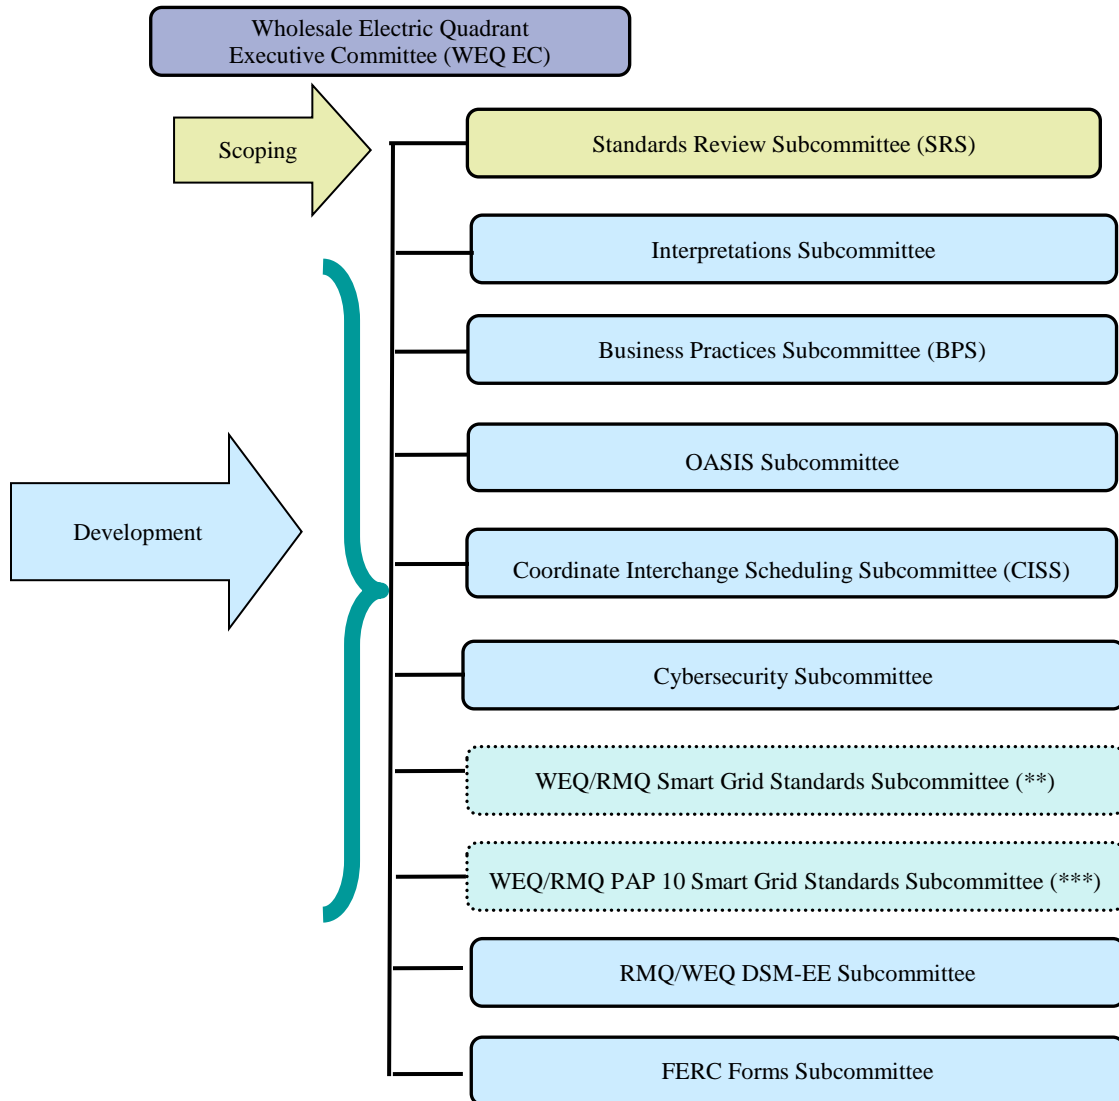 Wholesale Electric Quadrant
Executive Committee (WEQ EC)
Scoping
Standards Review Subcommittee (SRS)
Interpretations Subcommittee
Business Practices Subcommittee (BPS)
OASIS Subcommittee
Development
Coordinate Interchange Scheduling Subcommittee (CISS)
Cybersecurity Subcommittee
WEQ/RMQ Smart Grid Standards Subcommittee (**)
WEQ/RMQ PAP 10 Smart Grid Standards Subcommittee (***)
RMQ/WEQ DSM-EE Subcommittee
FERC Forms Subcommittee